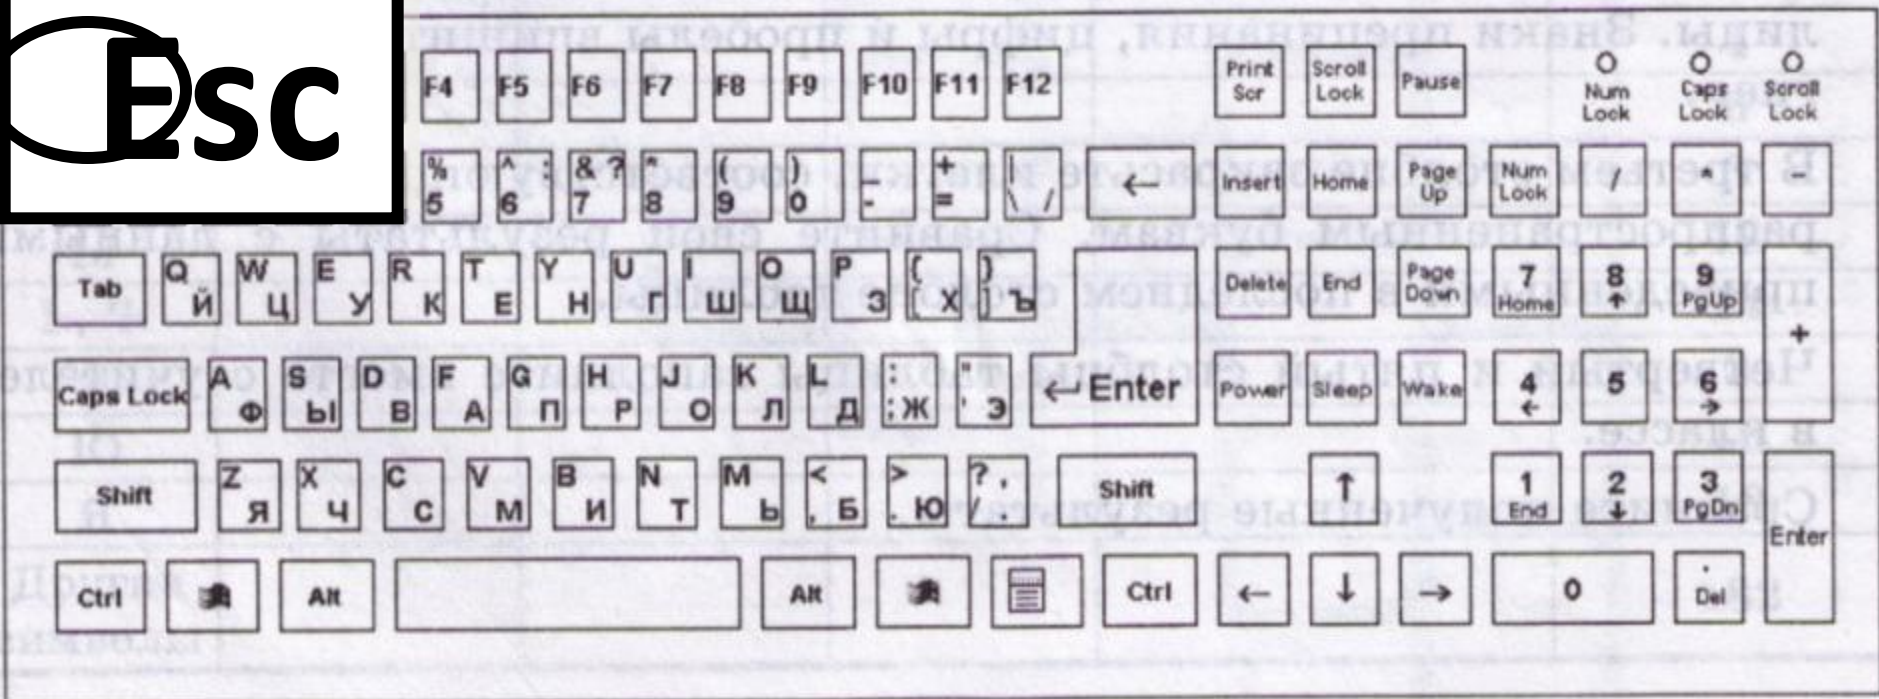 Esc
F4 F5 F6 F7 F8 F9 F10 F11 F12 Print Scr Scroll Lock Pause Num Lock Caps Lock Scroll Lock
% 5 ^ : 6 & ? 7 * 8 ( 9 ) 0 _ - + = | \ / ← Insert Home Page Up Num Lock / * -
Tab Q Й W Ц E У R К T Е Y Н U Г I Ш O Щ P З { [ Х } ] Ъ Delete End Page Down 7 Home 8 ↑ 9 PgUp +
Caps Lock A Ф S Ы D В F А G П H Р J О K Л L Д : ; Ж " ' Э ↵ Enter Power Sleep Wake 4 ← 5 6 →
Shift Z Я X Ч C С V М B И N Т M Ь < , Б > . Ю ? , / . Shift ↑ 1 End 2 ↓ 3 PgDn Enter
Ctrl Alt Alt Ctrl ← ↓ → 0 . Del